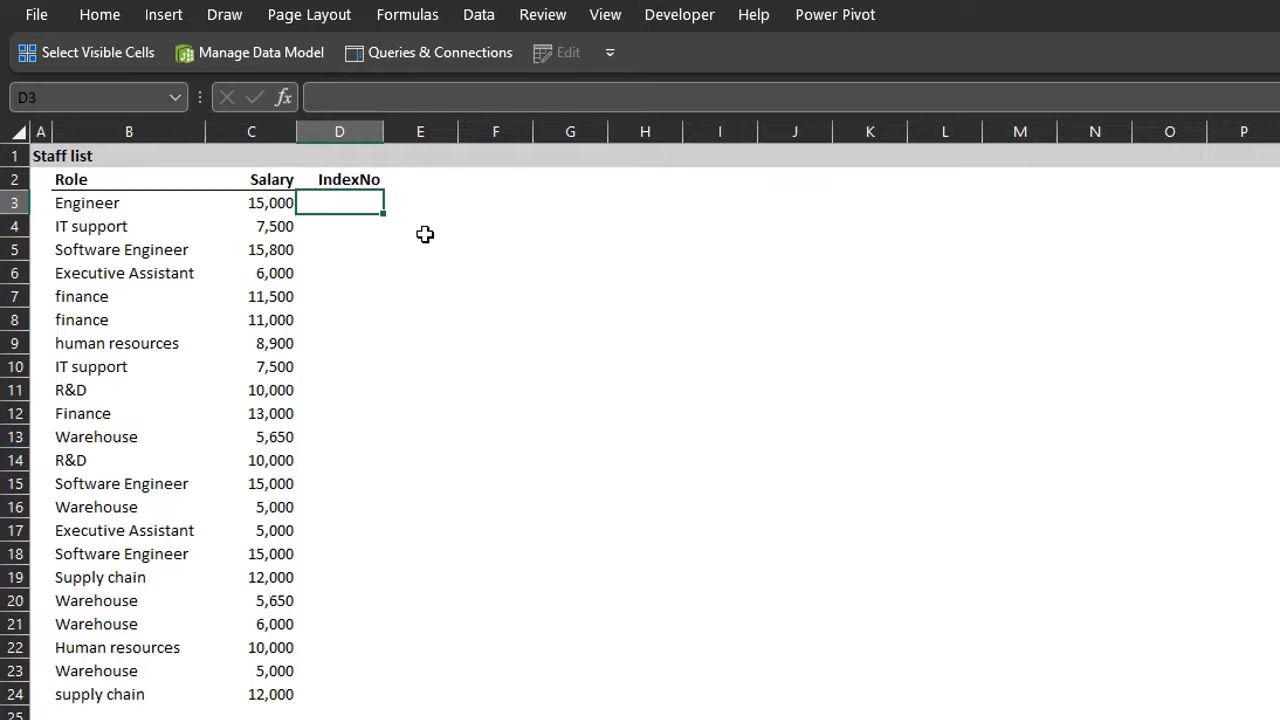 File Home Insert Draw Page Layout Formulas Data Review View Developer Help Power Pivot
Select Visible Cells Manage Data Model Queries & Connections Edit
D3 fx
A B C D E F G H I J K L M N O P
1 Staff list
2 Role Salary IndexNo
3 Engineer 15,000
4 IT support 7,500
5 Software Engineer 15,800
6 Executive Assistant 6,000
7 finance 11,500
8 finance 11,000
9 human resources 8,900
10 IT support 7,500
11 R&D 10,000
12 Finance 13,000
13 Warehouse 5,650
14 R&D 10,000
15 Software Engineer 15,000
16 Warehouse 5,000
17 Executive Assistant 5,000
18 Software Engineer 15,000
19 Supply chain 12,000
20 Warehouse 5,650
21 Warehouse 6,000
22 Human resources 10,000
23 Warehouse 5,000
24 supply chain 12,000
25